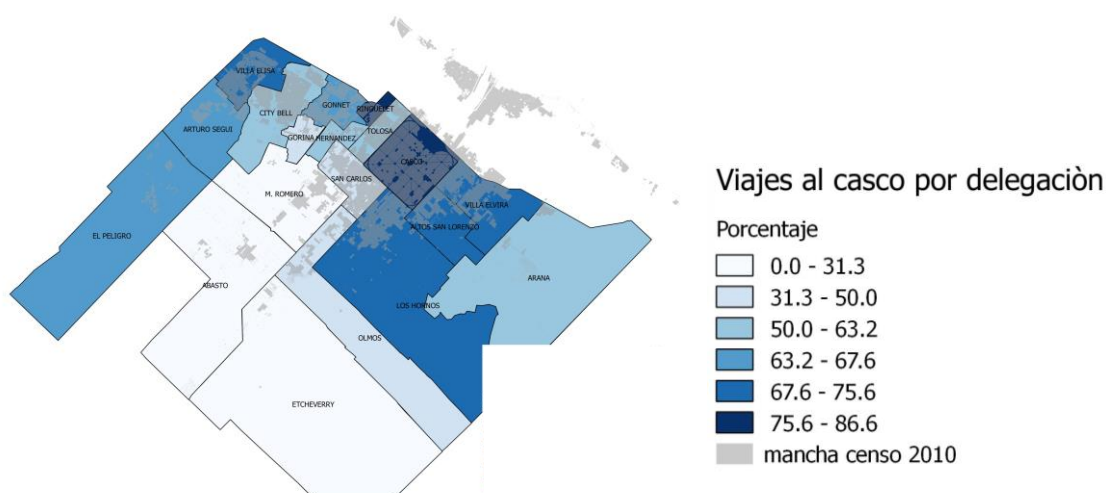 VILLA ELISA
CITY BELL
GONNET
RINGUELET
ARTURO SEGUI
GORINA
HERNANDEZ
TOLOSA
CASCO
SAN CARLOS
M. ROMERO
VILLA ELVIRA
ALTOS SAN LORENZO
EL PELIGRO
ABASTO
ARANA
LOS HORNOS
OLMOS
ETCHEVERRY
Viajes al casco por delegaciòn
Porcentaje
0.0 - 31.3
31.3 - 50.0
50.0 - 63.2
63.2 - 67.6
67.6 - 75.6
75.6 - 86.6
mancha censo 2010